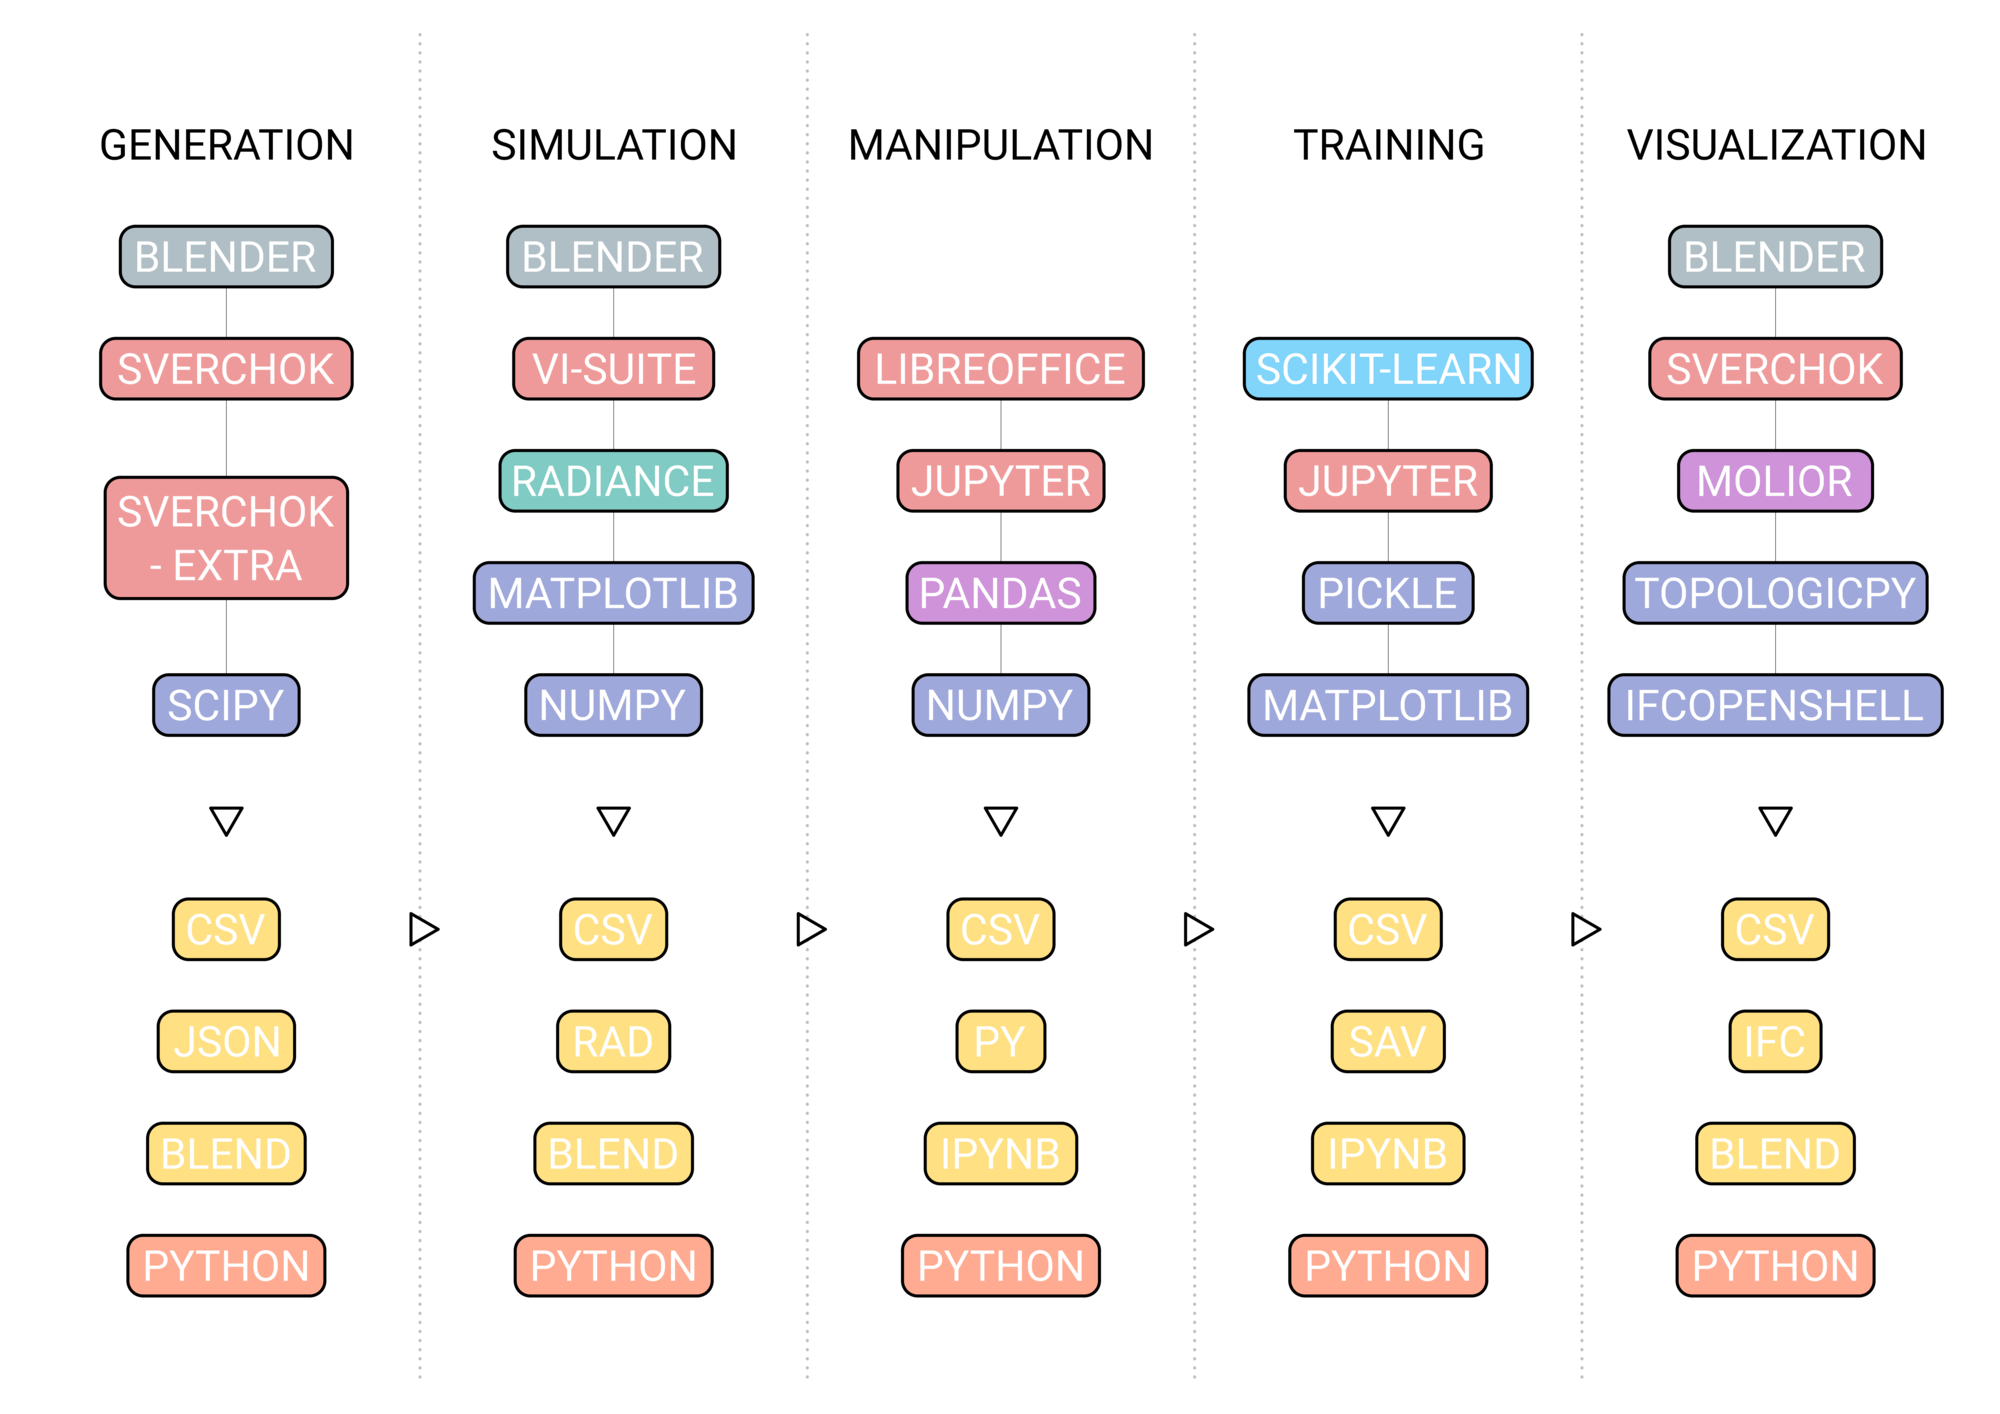 GENERATION
BLENDER
SVERCHOK
SVERCHOK
- EXTRA
SCIPY
CSV
JSON
BLEND
PYTHON
SIMULATION
BLENDER
VI-SUITE
RADIANCE
MATPLOTLIB
NUMPY
CSV
RAD
BLEND
PYTHON
MANIPULATION
LIBREOFFICE
JUPYTER
PANDAS
NUMPY
CSV
PY
IPYNB
PYTHON
TRAINING
SCIKIT-LEARN
JUPYTER
PICKLE
MATPLOTLIB
CSV
SAV
IPYNB
PYTHON
VISUALIZATION
BLENDER
SVERCHOK
MOLIOR
TOPOLOGICPY
IFCOPENSHELL
CSV
IFC
BLEND
PYTHON